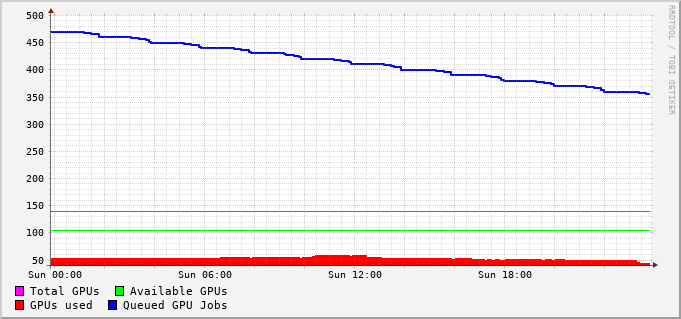 500
450
400
350
300
250
200
150
100
50
Sun 00:00 Sun 06:00 Sun 12:00 Sun 18:00
Total GPUs Available GPUs
GPUs used Queued GPU Jobs
RRDTOOL / TOBI OETIKER